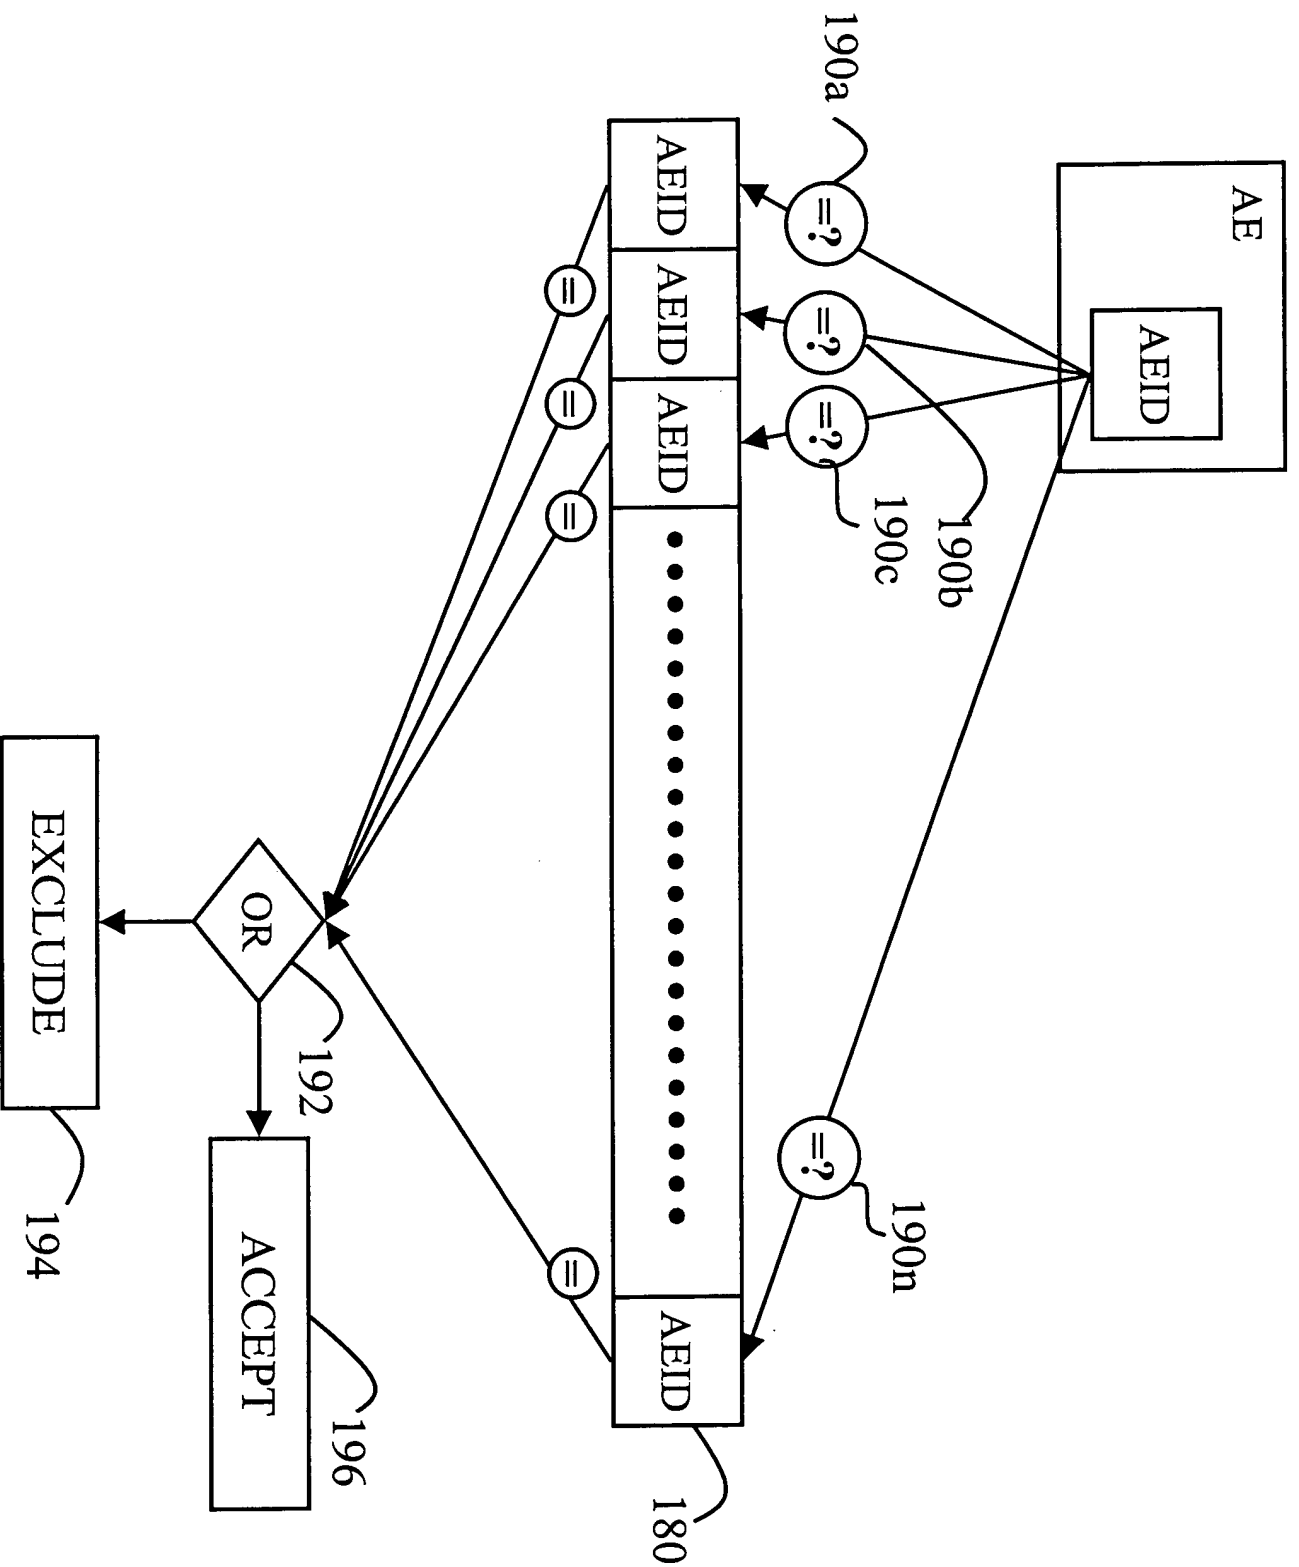 AE
AEID
190a
=?
=?
=?
190b
190c
=?
190n
AEID
AEID
AEID
AEID
180
=
=
=
=
OR
192
ACCEPT
196
EXCLUDE
194